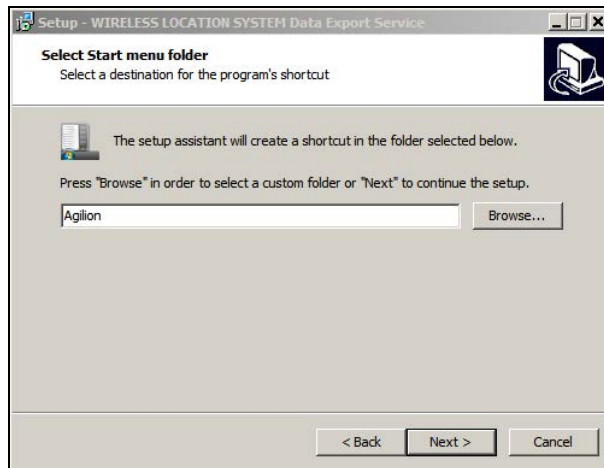 Setup - WIRELESS LOCATION SYSTEM Data Export Service
Select Start menu folder
Select a destination for the program's shortcut
The setup assistant will create a shortcut in the folder selected below.
Press "Browse" in order to select a custom folder or "Next" to continue the setup.
Agilion
Browse...
< Back
Next >
Cancel